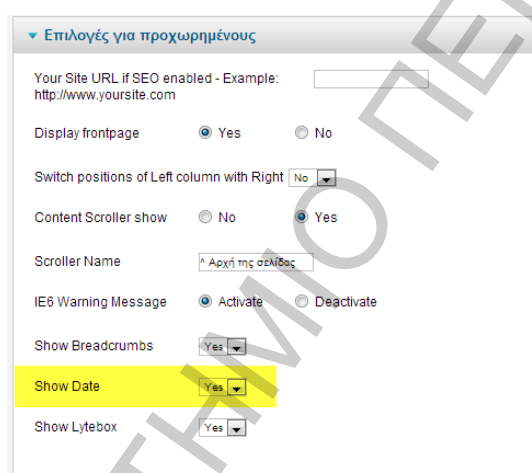 Επιλογές για προχωρημένους
Your Site URL if SEO enabled - Example:
http://www.yoursite.com
Display frontpage Yes No
Switch positions of Left column with Right No
Content Scroller show No Yes
Scroller Name ^ Αρχή της σελίδας
IE6 Warning Message Activate Deactivate
Show Breadcrumbs Yes
Show Date Yes
Show Lytebox Yes